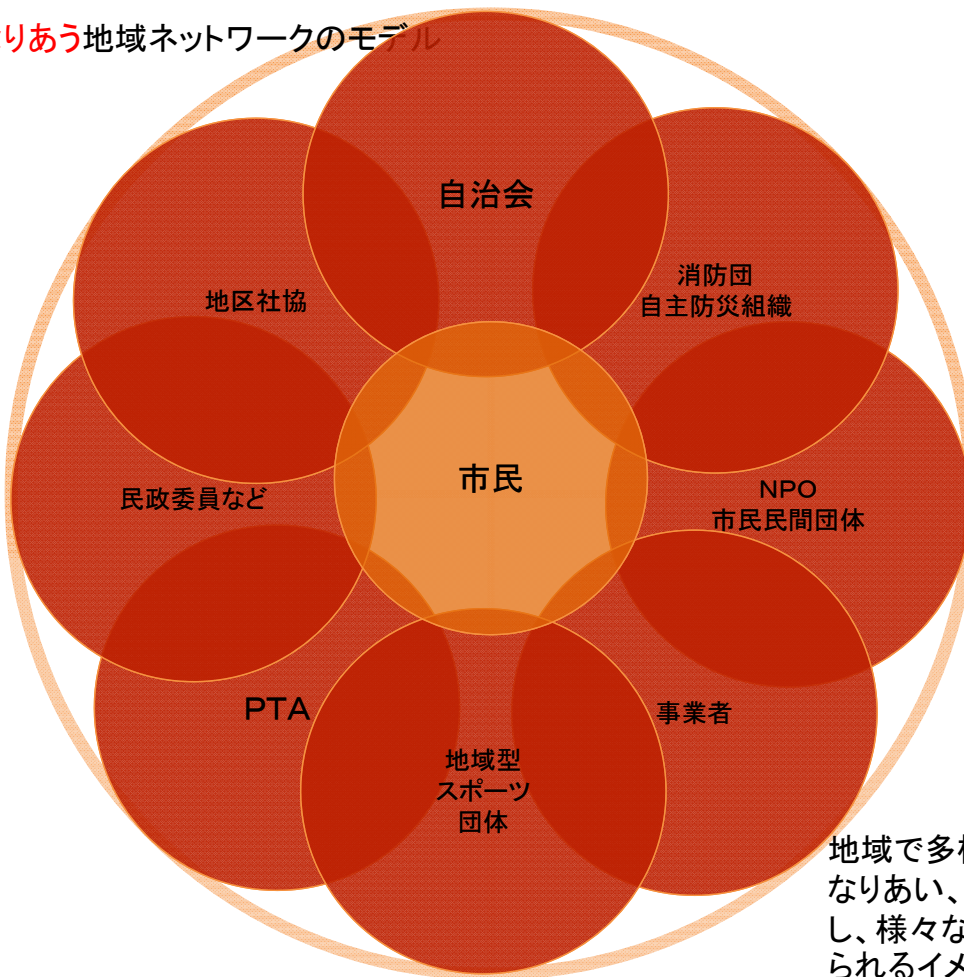 りあう地域ネットワークのモデル
自治会
消防団
自主防災組織
地区社協
市民
民政委員など
NPO
市民民間団体
PTA
事業者
地域型
スポーツ
団体
地域で多
なりあい、
し、様々な
られるイメ